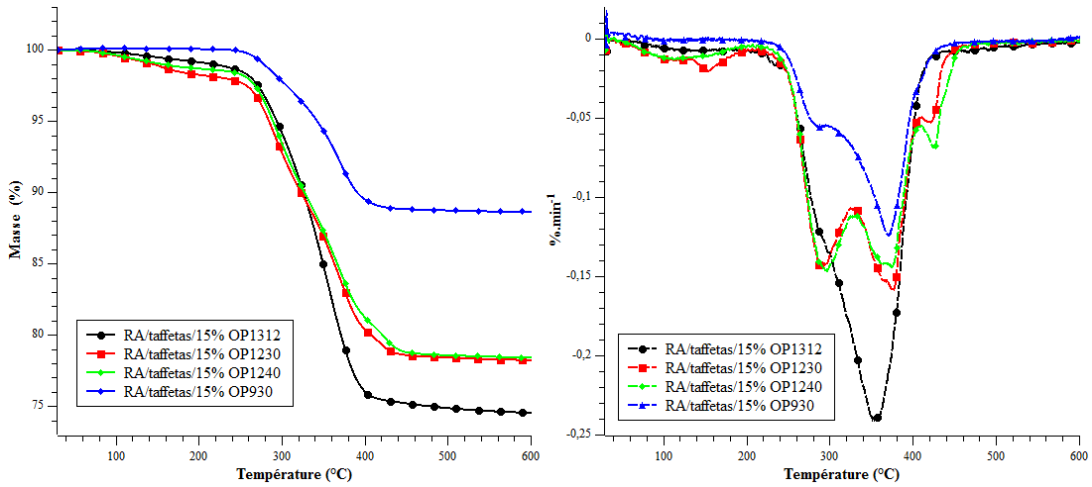 100
95
90
85
80
75
Masse (%)
100
200
300
400
500
600
Température (°C)
RA/taffetas/15% OP1312
RA/taffetas/15% OP1230
RA/taffetas/15% OP1240
RA/taffetas/15% OP930
0
-0,05
-0,1
-0,15
-0,2
-0,25
%.min⁻¹
100
200
300
400
500
600
Température (°C)
RA/taffetas/15% OP1312
RA/taffetas/15% OP1230
RA/taffetas/15% OP1240
RA/taffetas/15% OP930